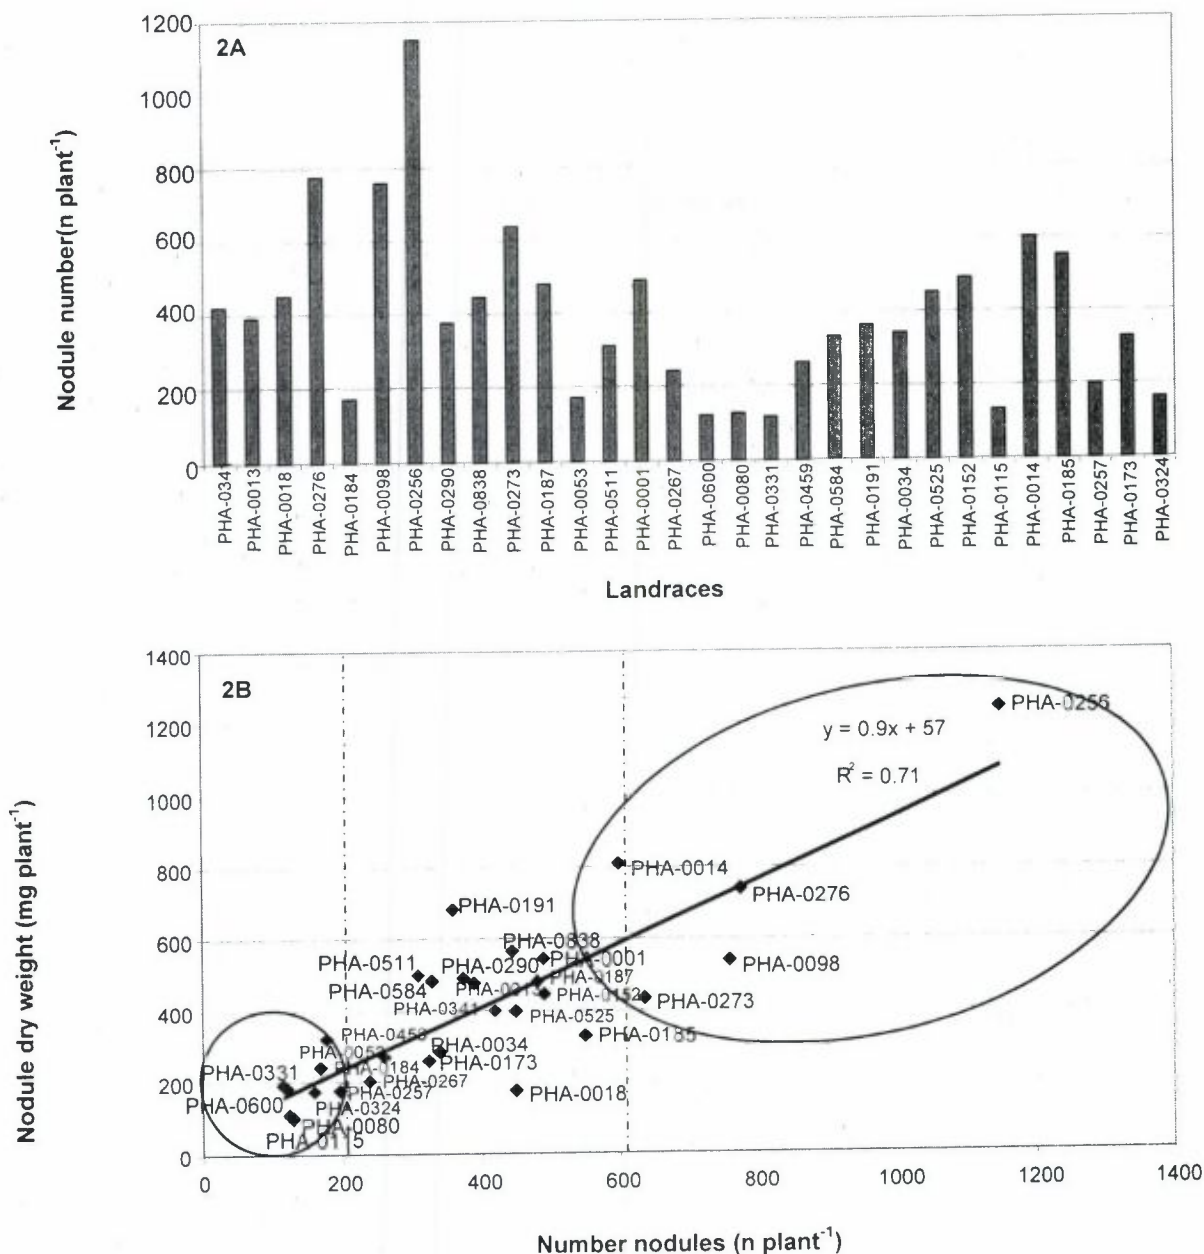 2A
Nodule number(n plant-1)
1200
1000
800
600
400
200
0
PHA-034
PHA-0013
PHA-0018
PHA-0276
PHA-0184
PHA-0098
PHA-0256
PHA-0290
PHA-0838
PHA-0273
PHA-0187
PHA-0053
PHA-0511
PHA-0001
PHA-0267
PHA-0600
PHA-0080
PHA-0331
PHA-0459
PHA-0584
PHA-0191
PHA-0034
PHA-0525
PHA-0152
PHA-0115
PHA-0014
PHA-0185
PHA-0257
PHA-0173
PHA-0324
Landraces
2B
Nodule dry weight (mg plant-1)
1400
1200
1000
800
600
400
200
0
PHA-0256
y = 0.9x + 57
R2 = 0.71
PHA-0014
PHA-0276
PHA-0191
PHA-0838
PHA-0511
PHA-0290
PHA-0001
PHA-0098
PHA-0187
PHA-0584
PHA-0013
PHA-0152
PHA-0273
PHA-0341
PHA-0525
PHA-0459
PHA-0185
PHA-0034
PHA-0053
PHA-0173
PHA-0184
PHA-0331
PHA-0267
PHA-0257
PHA-0018
PHA-0600
PHA-0324
PHA-0080
PHA-0115
0
200
400
600
800
1000
1200
1400
Number nodules (n plant-1)